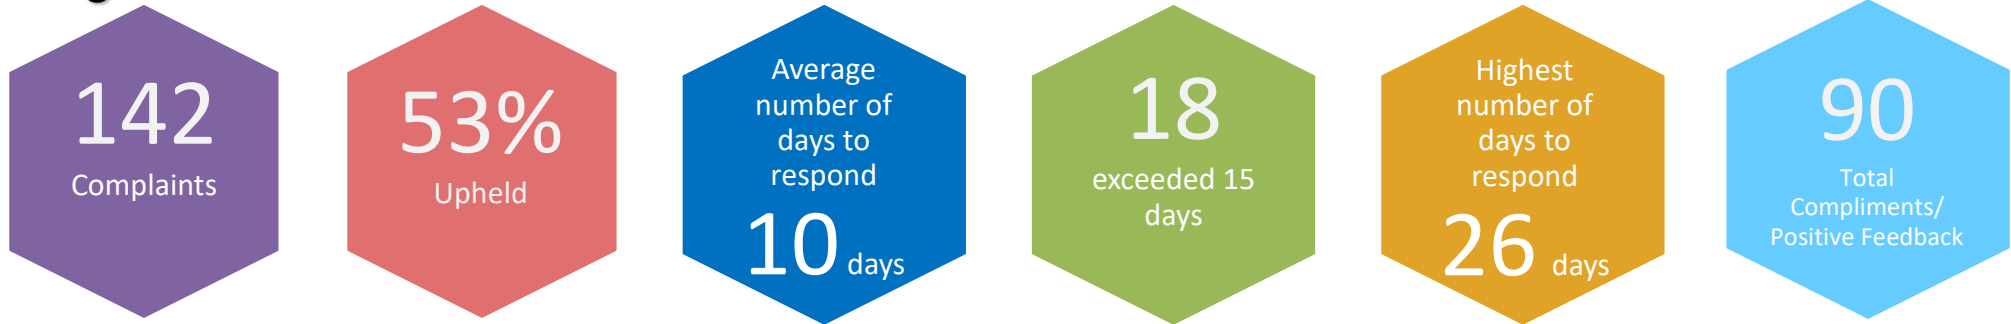 142
Complaints
53%
Upheld
Average
number of
days to
respond
10 days
18
exceeded 15
days
Highest
number of
days to
respond
26 days
90
Total
Compliments/
Positive Feedback